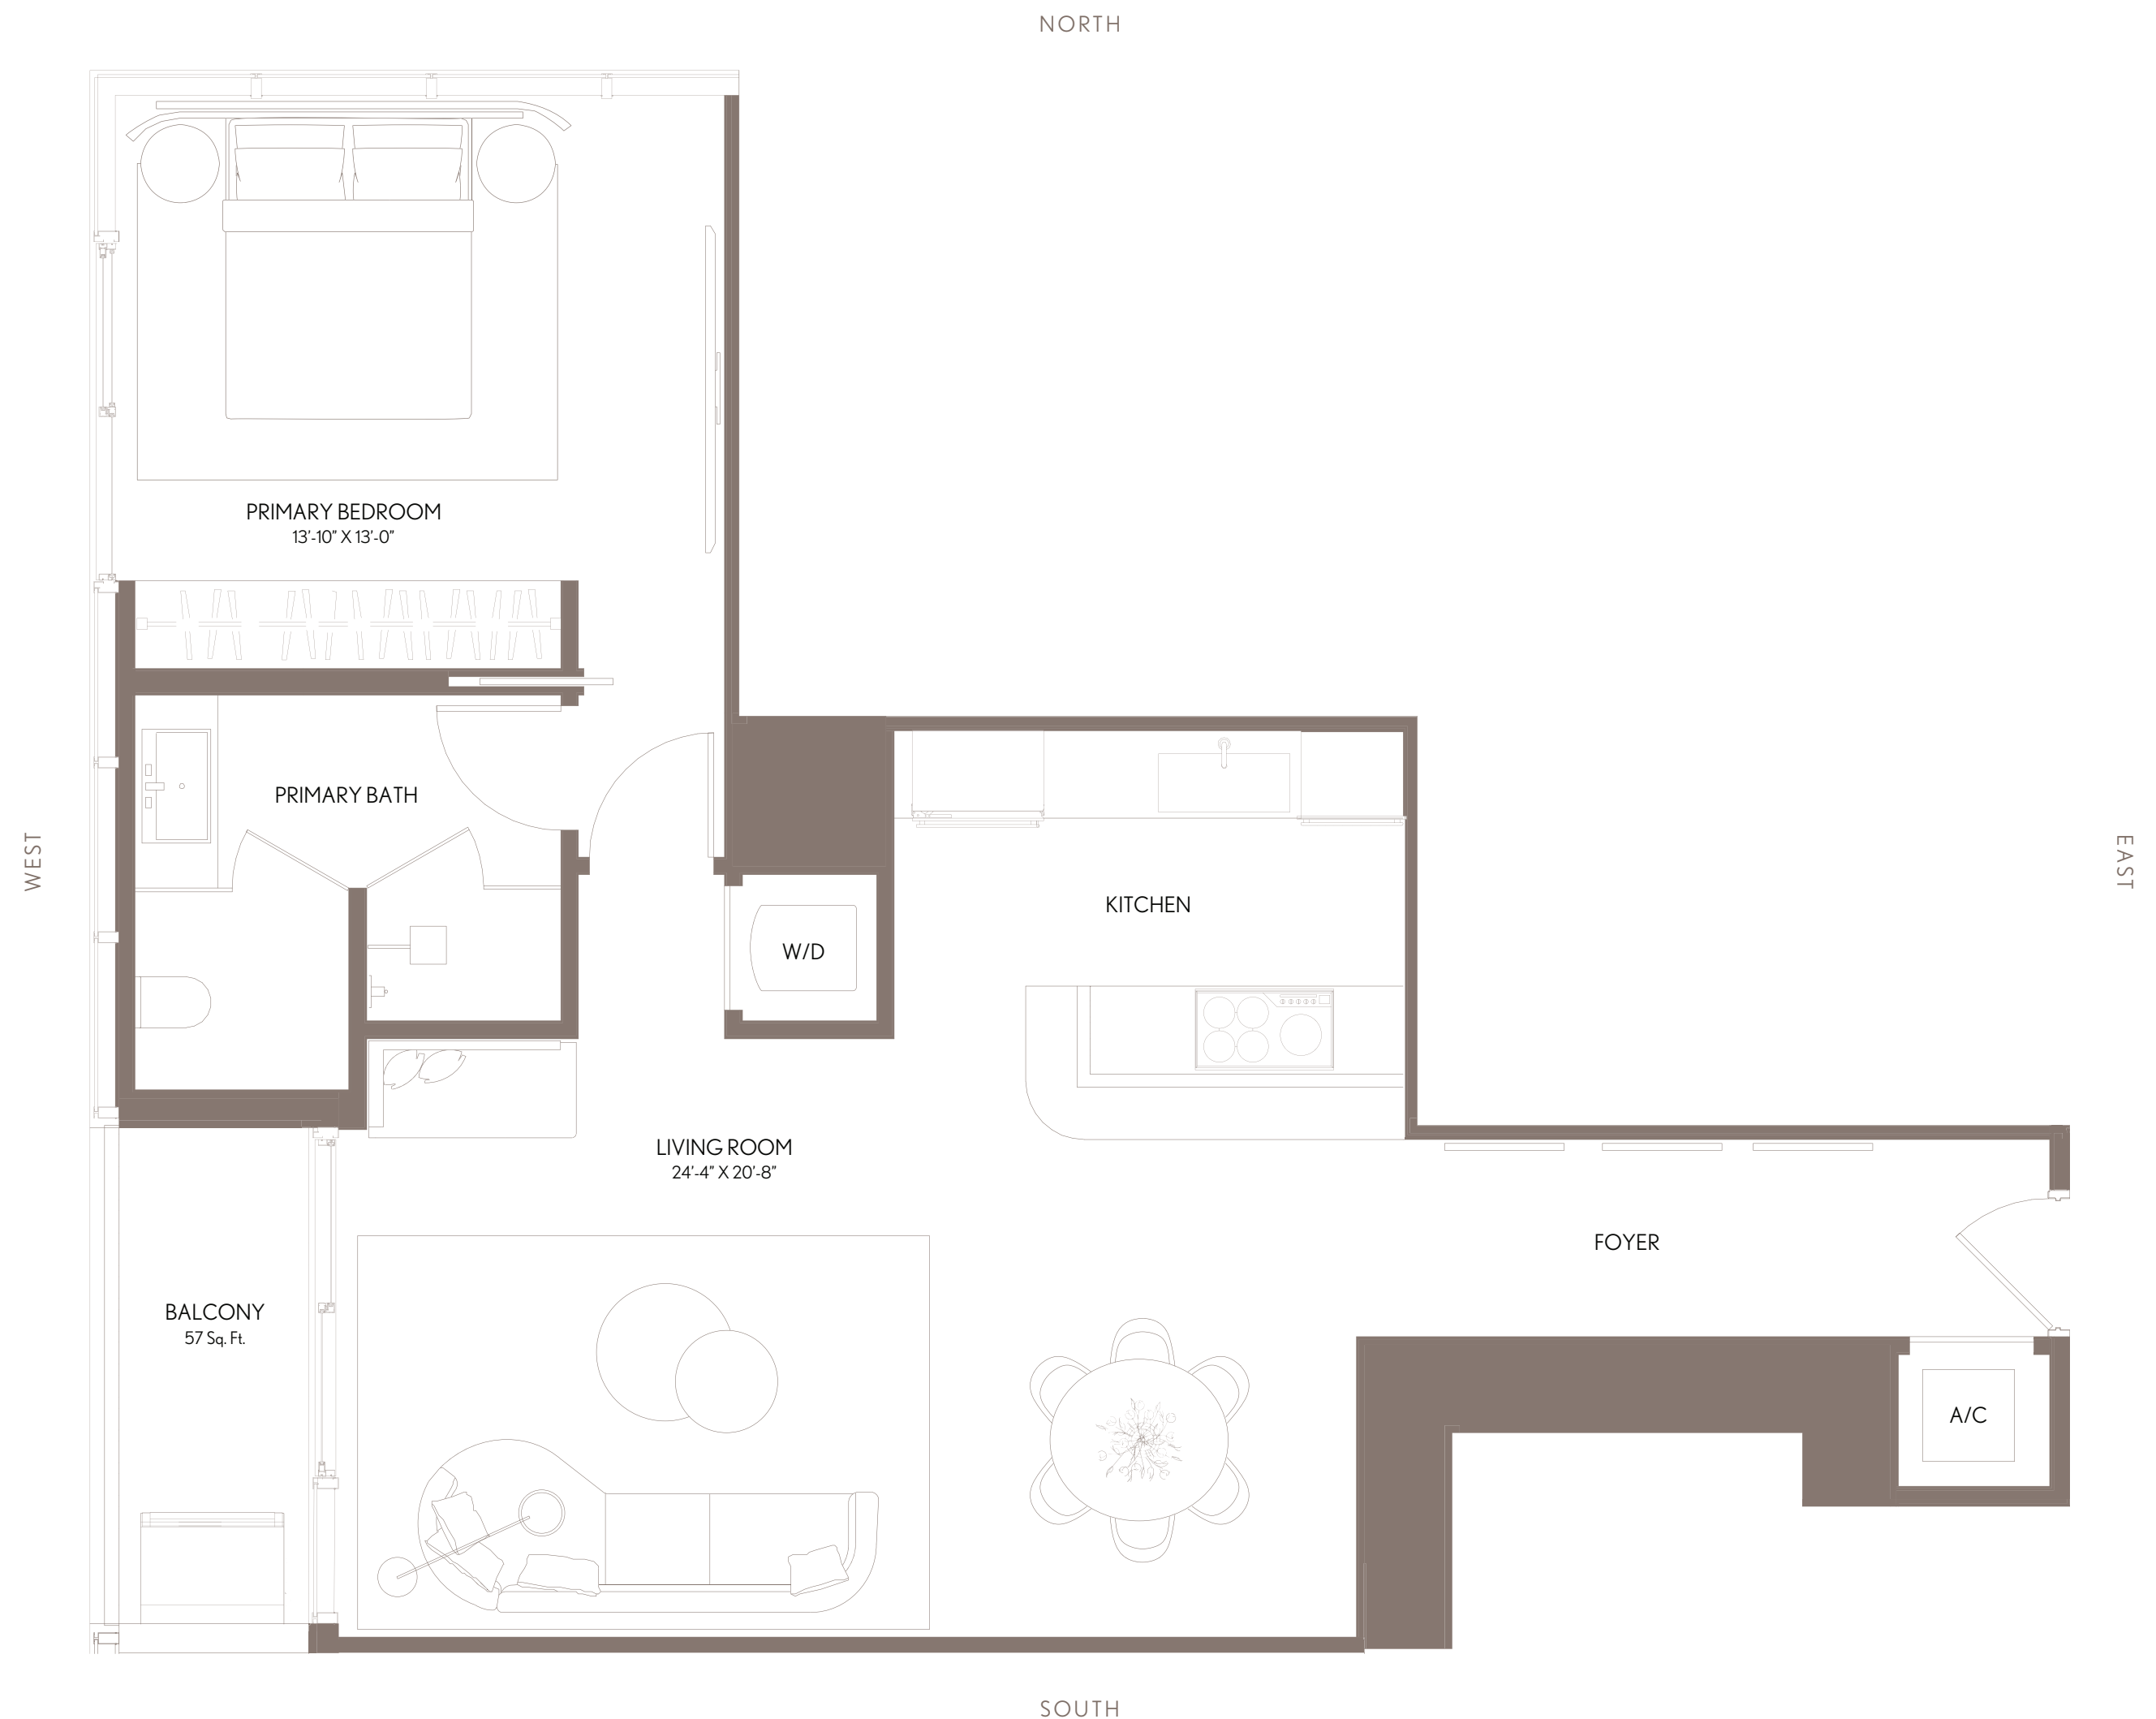 NORTH
PRIMARY BEDROOM
13’-10” X 13’-0”
PRIMARY BATH
WEST
EAST
KITCHEN
W/D
LIVING ROOM
24’-4” X 20’-8”
FOYER
BALCONY
57 Sq. Ft.
A/C
SOUTH